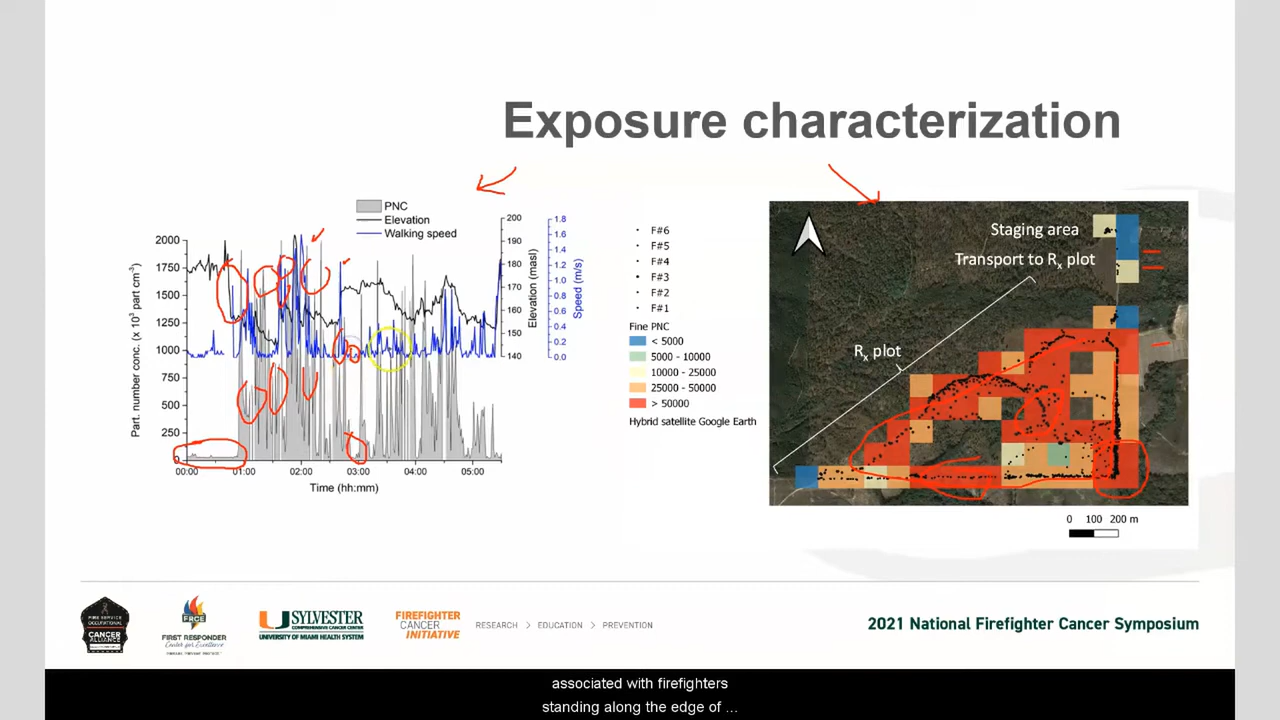 Exposure characterization
PNC
Elevation
Walking speed
2000
1750
1500
1250
1000
750
500
250
0
Part. number conc. (x 10³ part cm⁻³)
00:00 01:00 02:00 03:00 04:00 05:00
Time (hh:mm)
200
190
180
170
160
150
140
Elevation (masl)
1.8
1.6
1.4
1.2
1.0
0.8
0.6
0.4
0.2
0.0
Speed (m/s)
• F#6
• F#5
• F#4
• F#3
• F#2
• F#1
Fine PNC
< 5000
5000 - 10000
10000 - 25000
25000 - 50000
> 50000
Hybrid satellite Google Earth
Staging area
Transport to Rₓ plot
Rₓ plot
0 100 200 m
FIRE SERVICE
OCCUPATIONAL
CANCER
ALLIANCE
FRCE
FIRST RESPONDER
Center for Excellence
SYLVESTER
COMPREHENSIVE CANCER CENTER
UNIVERSITY OF MIAMI HEALTH SYSTEM
FIREFIGHTER
CANCER
INITIATIVE
RESEARCH > EDUCATION > PREVENTION
2021 National Firefighter Cancer Symposium
associated with firefighters
standing along the edge of ...